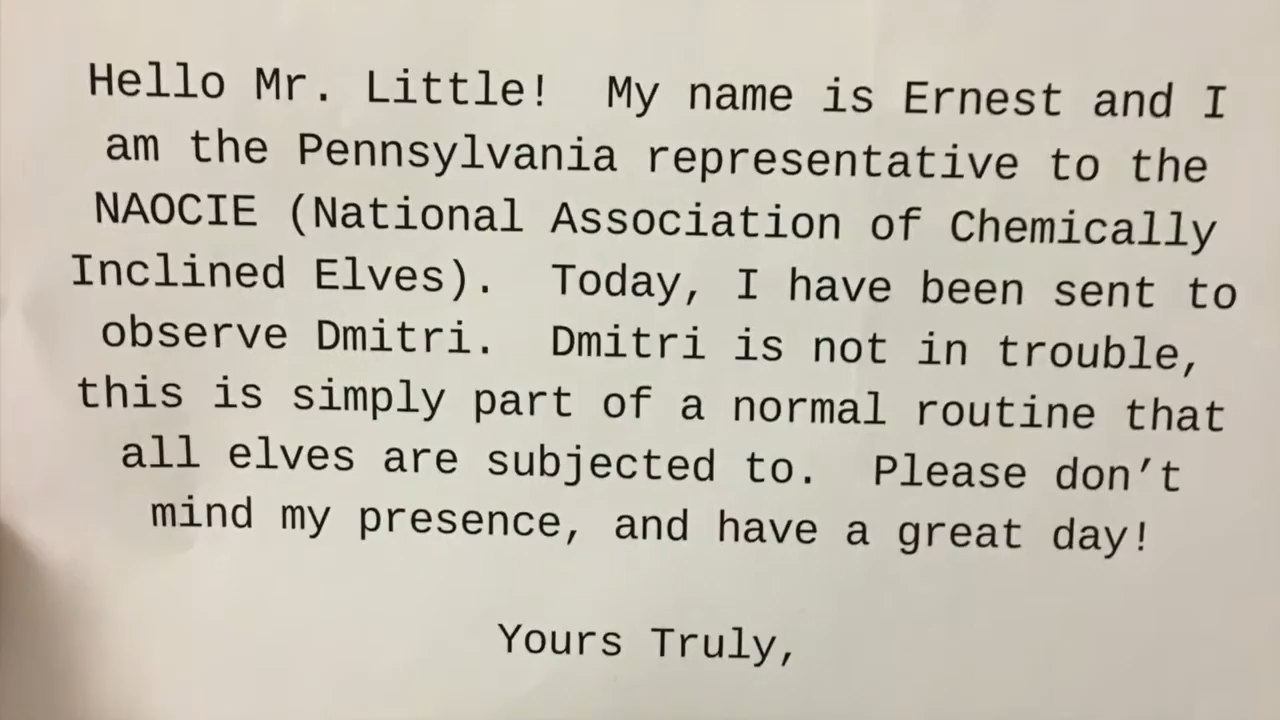 Hello Mr. Little!  My name is Ernest and I
am the Pennsylvania representative to the
NAOCIE (National Association of Chemically
Inclined Elves).  Today, I have been sent to
observe Dmitri.  Dmitri is not in trouble,
this is simply part of a normal routine that
all elves are subjected to.  Please don’t
mind my presence, and have a great day!
Yours Truly,